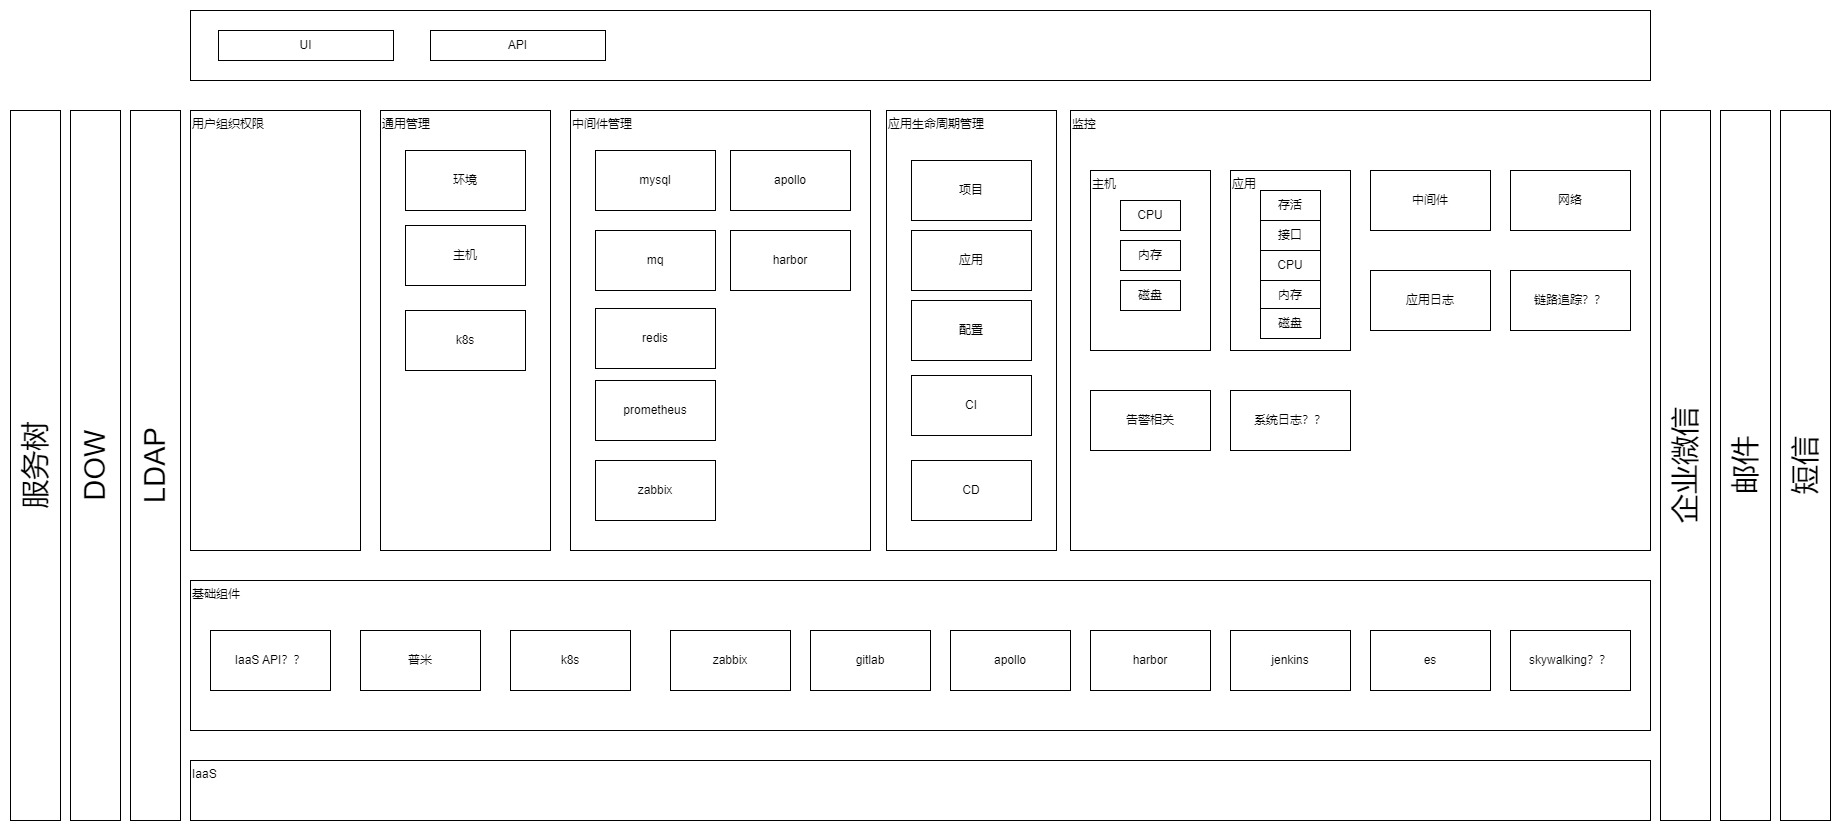 UI
API
服务树
DOW
LDAP
用户组织权限
通用管理
环境
主机
k8s
中间件管理
mysql
apollo
mq
harbor
redis
prometheus
zabbix
应用生命周期管理
项目
应用
配置
CI
CD
监控
主机
CPU
内存
磁盘
应用
存活
接口
CPU
内存
磁盘
中间件
网络
应用日志
链路追踪？？
告警相关
系统日志？？
企业微信
邮件
短信
基础组件
IaaS API？？
普米
k8s
zabbix
gitlab
apollo
harbor
jenkins
es
skywalking？？
IaaS